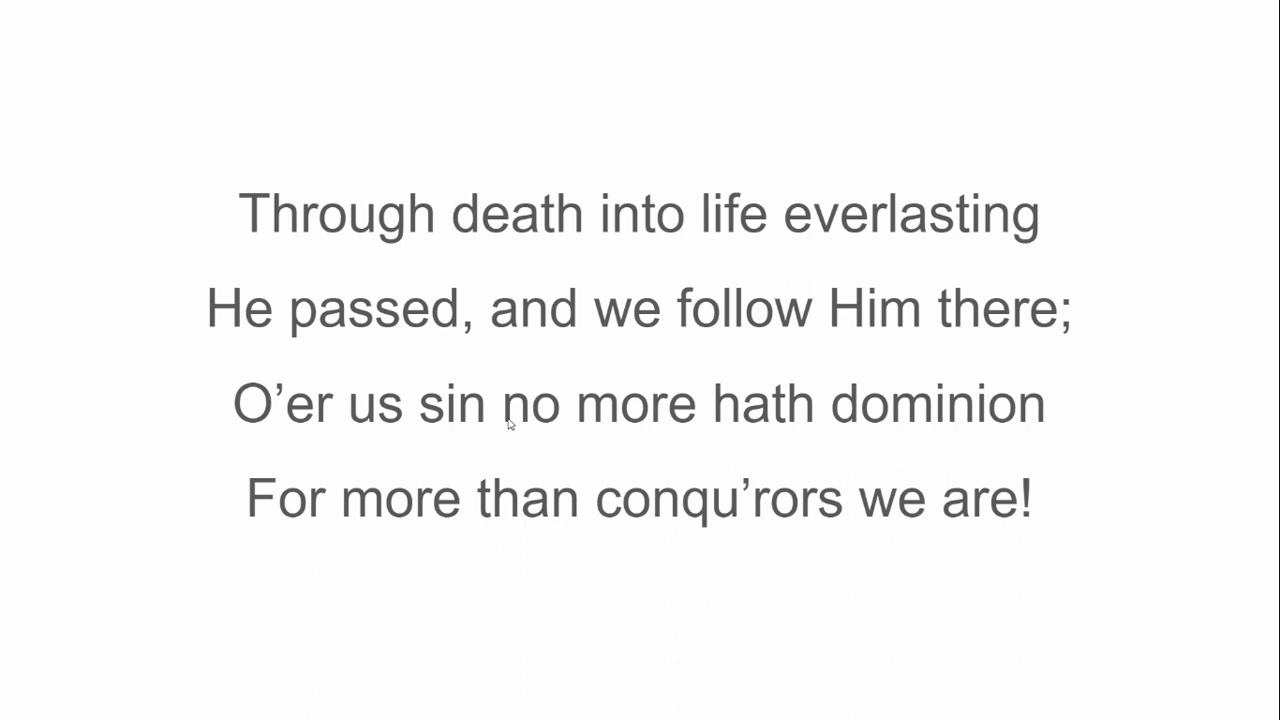 Through death into life everlasting
He passed, and we follow Him there;
O’er us sin no more hath dominion
For more than conqu’rors we are!